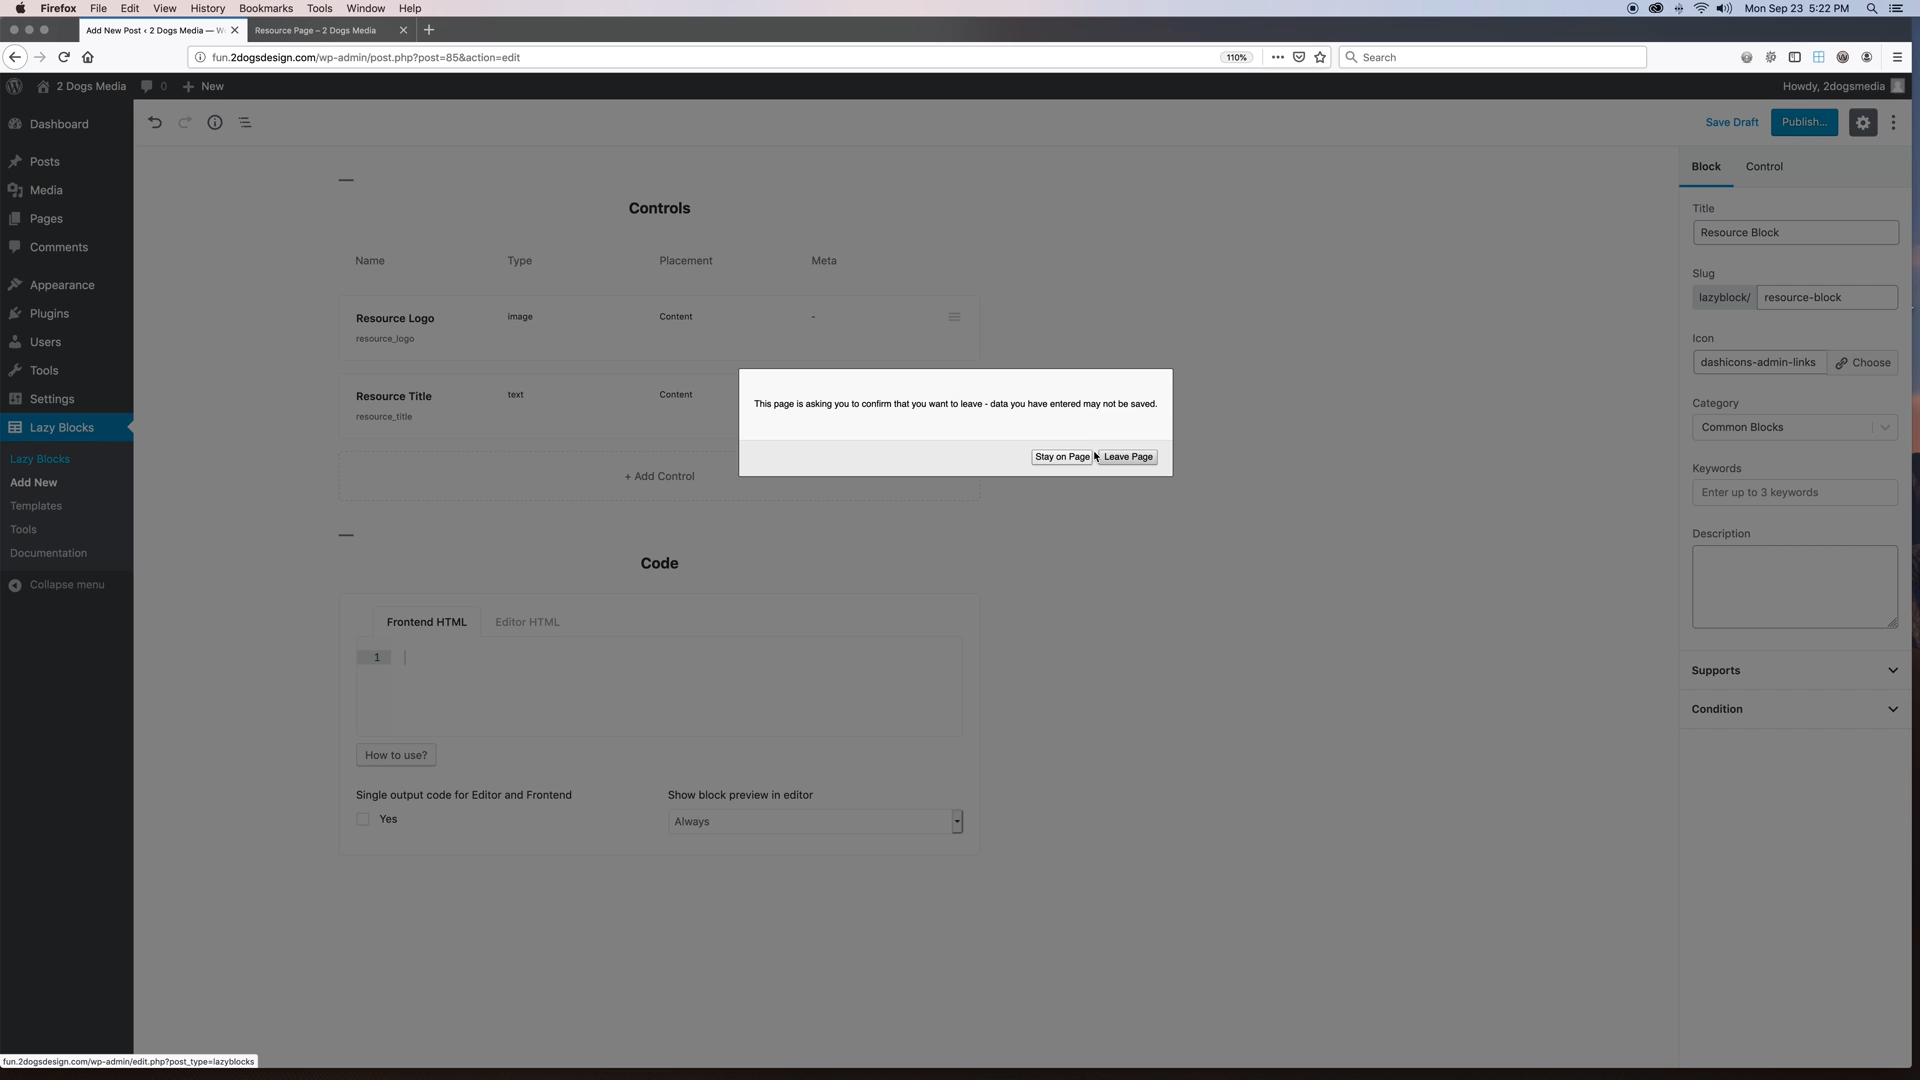 Firefox File Edit View History Bookmarks Tools Window Help
Mon Sep 23 5:22 PM
Add New Post ‹ 2 Dogs Media — W
Resource Page – 2 Dogs Media
fun.2dogsdesign.com/wp-admin/post.php?post=85&action=edit
110%
Search
2 Dogs Media
0
New
Howdy, 2dogsmedia
Dashboard
Posts
Media
Pages
Comments
Appearance
Plugins
Users
Tools
Settings
Lazy Blocks
Lazy Blocks
Add New
Templates
Tools
Documentation
Collapse menu
Save Draft
Publish...
Controls
Name Type Placement Meta
Resource Logo image Content -
resource_logo
Resource Title text Content
resource_title
+ Add Control
This page is asking you to confirm that you want to leave - data you have entered may not be saved.
Stay on Page
Leave Page
Code
Frontend HTML
Editor HTML
1
How to use?
Single output code for Editor and Frontend
Yes
Show block preview in editor
Always
Block
Control
Title
Resource Block
Slug
lazyblock/
resource-block
Icon
dashicons-admin-links
Choose
Category
Common Blocks
Keywords
Enter up to 3 keywords
Description
Supports
Condition
fun.2dogsdesign.com/wp-admin/edit.php?post_type=lazyblocks